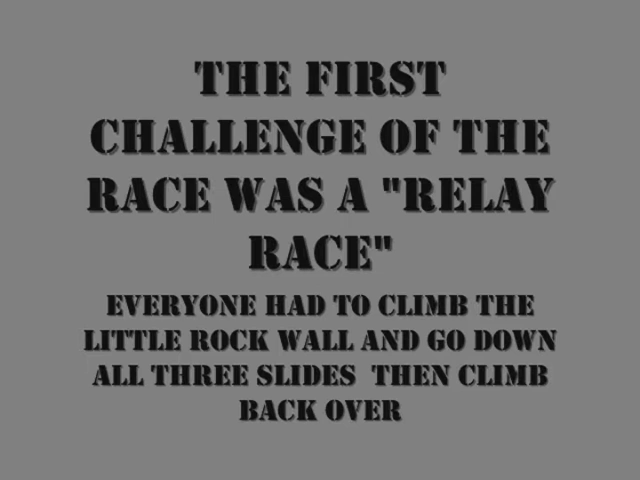 THE FIRST
CHALLENGE OF THE
RACE WAS A "RELAY
RACE"
EVERYONE HAD TO CLIMB THE
LITTLE ROCK WALL AND GO DOWN
ALL THREE SLIDES  THEN CLIMB
BACK OVER